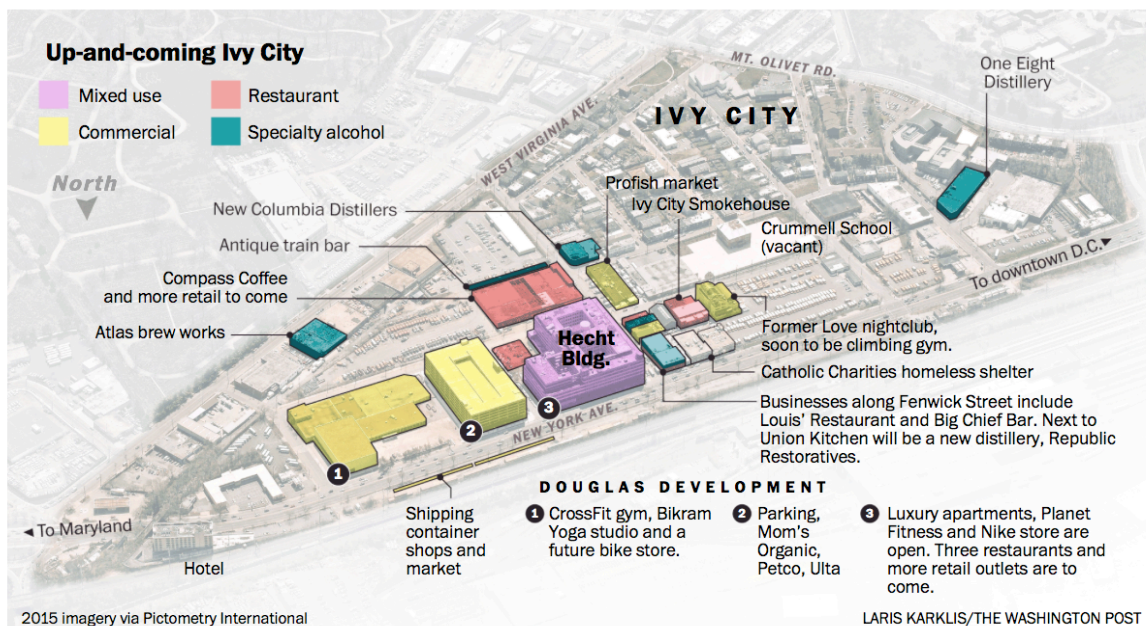 Up-and-coming Ivy City
Mixed use
Restaurant
Commercial
Specialty alcohol
North
MT. OLIVET RD.
WEST VIRGINIA AVE.
IVY CITY
One Eight
Distillery
Profish market
Ivy City Smokehouse
New Columbia Distillers
Crummell School
(vacant)
Antique train bar
To downtown D.C.
Compass Coffee
and more retail to come
Atlas brew works
Hecht
Bldg.
Former Love nightclub,
soon to be climbing gym.
Catholic Charities homeless shelter
Businesses along Fenwick Street include
Louis' Restaurant and Big Chief Bar. Next to
Union Kitchen will be a new distillery, Republic
Restoratives.
3
NEW YORK AVE.
2
1
To Maryland
Hotel
Shipping
container
shops and
market
DOUGLAS DEVELOPMENT
1 CrossFit gym, Bikram
Yoga studio and a
future bike store.
2 Parking,
Mom's
Organic,
Petco, Ulta
3 Luxury apartments, Planet
Fitness and Nike store are
open. Three restaurants and
more retail outlets are to
come.
2015 imagery via Pictometry International
LARIS KARKLIS/THE WASHINGTON POST